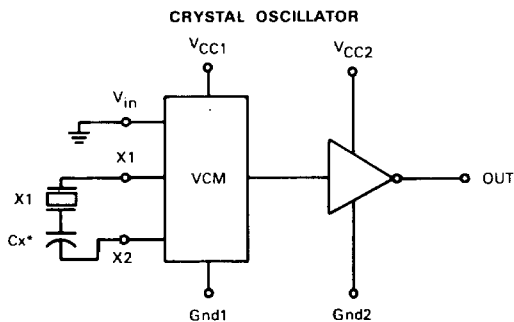 CRYSTAL OSCILLATOR
VCC1
VCC2
Vin
X1
VCM
OUT
X1
Cx*
X2
Gnd1
Gnd2